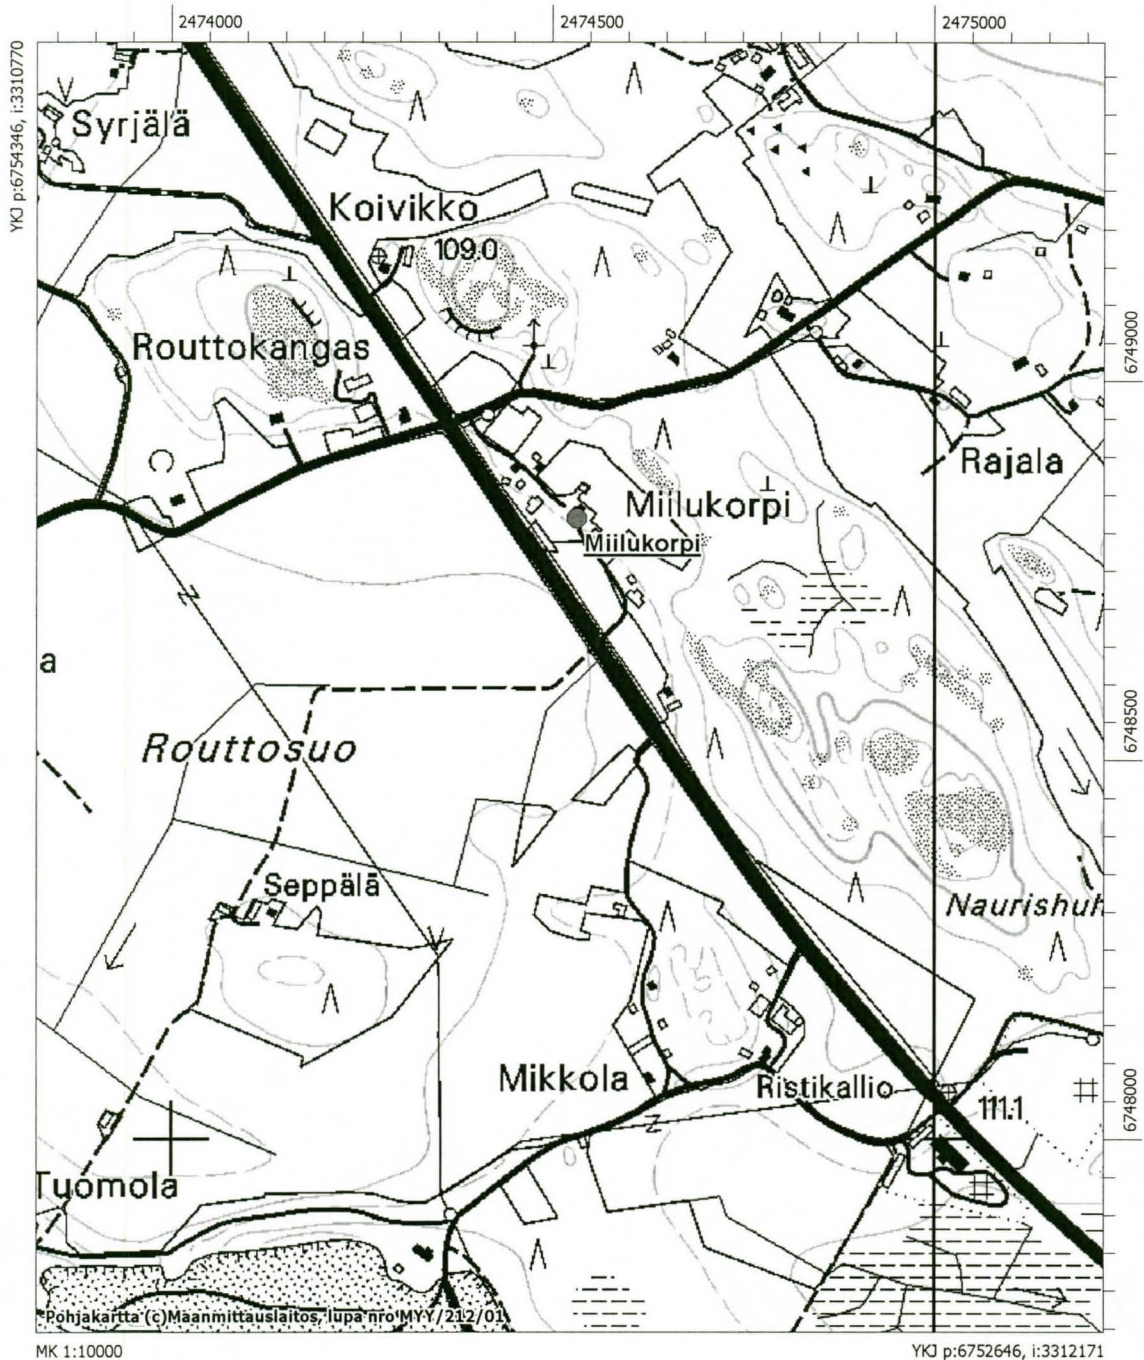 2474000
2474500
2475000
YKJ p:6754346, i:3310770
Syrjälä
Koivikko
109.0
6749000
Routtokangas
Rajala
Miilukorpi
Miilukorpi
a
6748500
Routtosuo
Seppälä
Naurishuh
Mikkola
Ristikallio
111.1
6748000
Tuomola
Pohjakartta (c)Maanmittauslaitos, lupa nro MYY/212/01
MK 1:10000
YKJ p:6752646, i:3312171